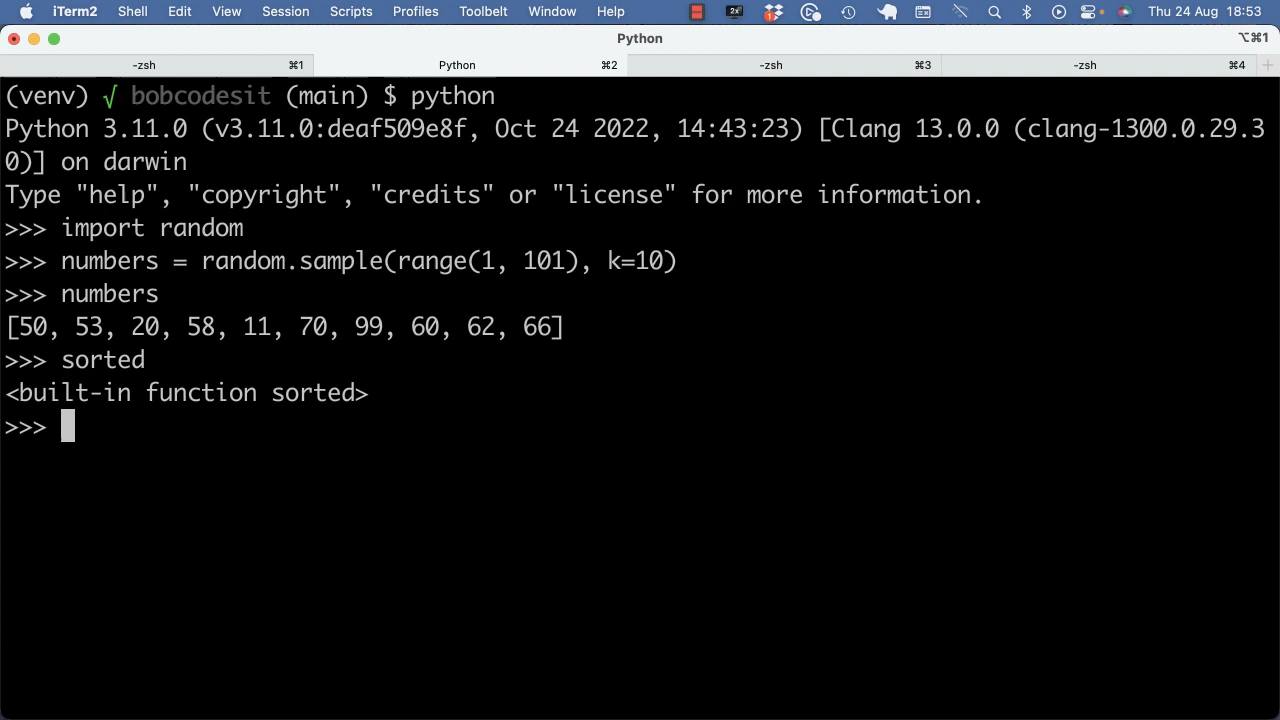 iTerm2 Shell Edit View Session Scripts Profiles Toolbelt Window Help 2x 1 Thu 24 Aug 18:53
Python ⌥⌘1
-zsh ⌘1 Python ⌘2 -zsh ⌘3 -zsh ⌘4
(venv) √ bobcodesit (main) $ python
Python 3.11.0 (v3.11.0:deaf509e8f, Oct 24 2022, 14:43:23) [Clang 13.0.0 (clang-1300.0.29.3
0)] on darwin
Type "help", "copyright", "credits" or "license" for more information.
>>> import random
>>> numbers = random.sample(range(1, 101), k=10)
>>> numbers
[50, 53, 20, 58, 11, 70, 99, 60, 62, 66]
>>> sorted
<built-in function sorted>
>>>